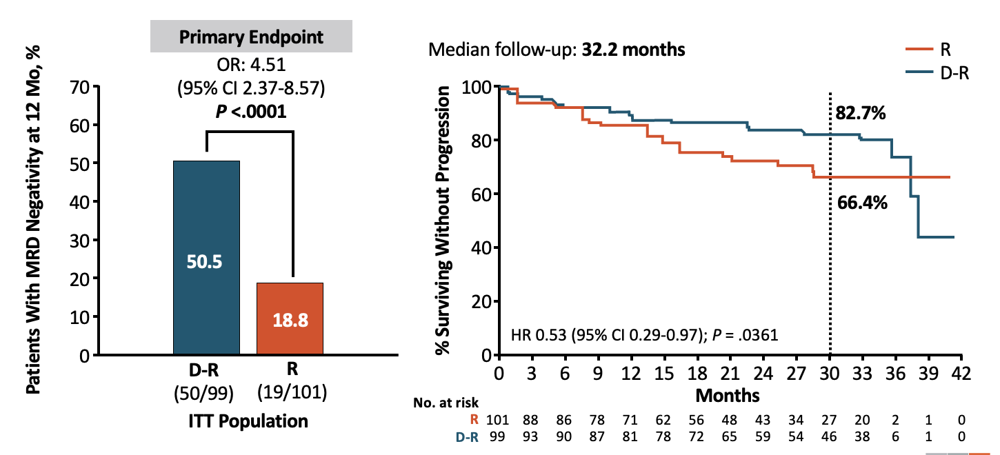 Primary Endpoint
OR: 4.51
(95% CI 2.37-8.57)
P <.0001
Patients With MRD Negativity at 12 Mo, %
70
60
50
40
30
20
10
0
50.5
18.8
D-R
R
(50/99)
(19/101)
ITT Population
Median follow-up: 32.2 months
R
D-R
% Surviving Without Progression
100
80
60
40
20
0
82.7%
66.4%
HR 0.53 (95% CI 0.29-0.97); P = .0361
0 3 6 9 12 15 18 21 24 27 30 33 36 39 42
Months
No. at risk
R 101 88 86 78 71 62 56 48 43 34 27 20 2 1 0
D-R 99 93 90 87 81 78 72 65 59 54 46 38 6 1 0